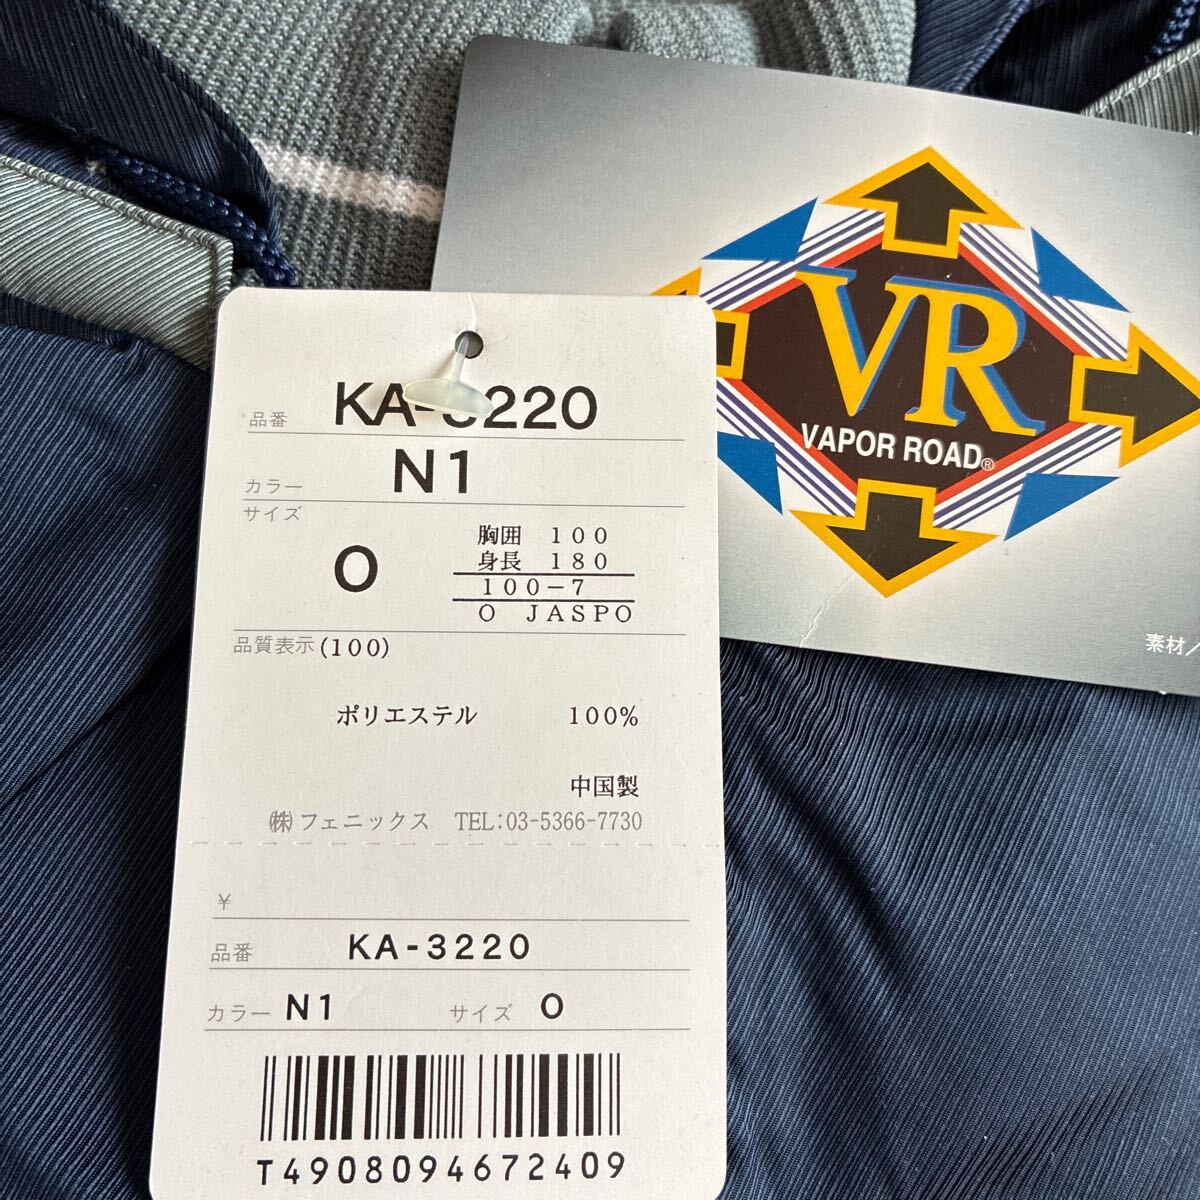 品番 KA-3220
カラー N1
サイズ
O
胸囲 100
身長 180
100-7
O JASPO
品質表示 (100)
ポリエステル 100%
中国製
㈱フェニックス TEL:03-5366-7730
¥
品番 KA-3220
カラー N1 サイズ O
T4908094672409
VR
VAPOR ROAD®
素材/